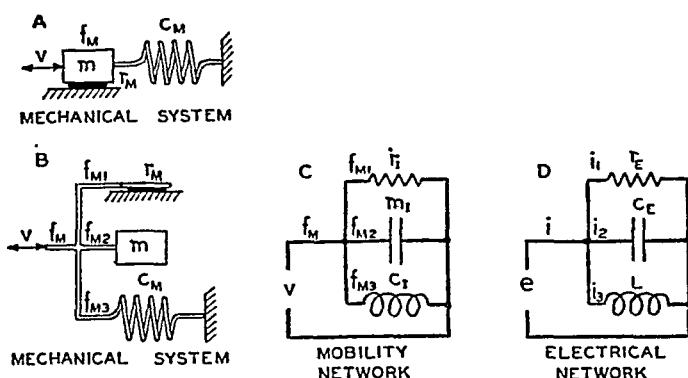 A
f_M
C_M
V
m
r_M
MECHANICAL SYSTEM
B
f_M1
r_M
V
f_M
f_M2
m
C_M
f_M3
MECHANICAL SYSTEM
C
f_M1
r_I
m_I
f_M
f_M2
C_I
V
f_M3
MOBILITY
NETWORK
D
i_1
r_E
C_E
i
i_2
L
e
i_3
ELECTRICAL
NETWORK